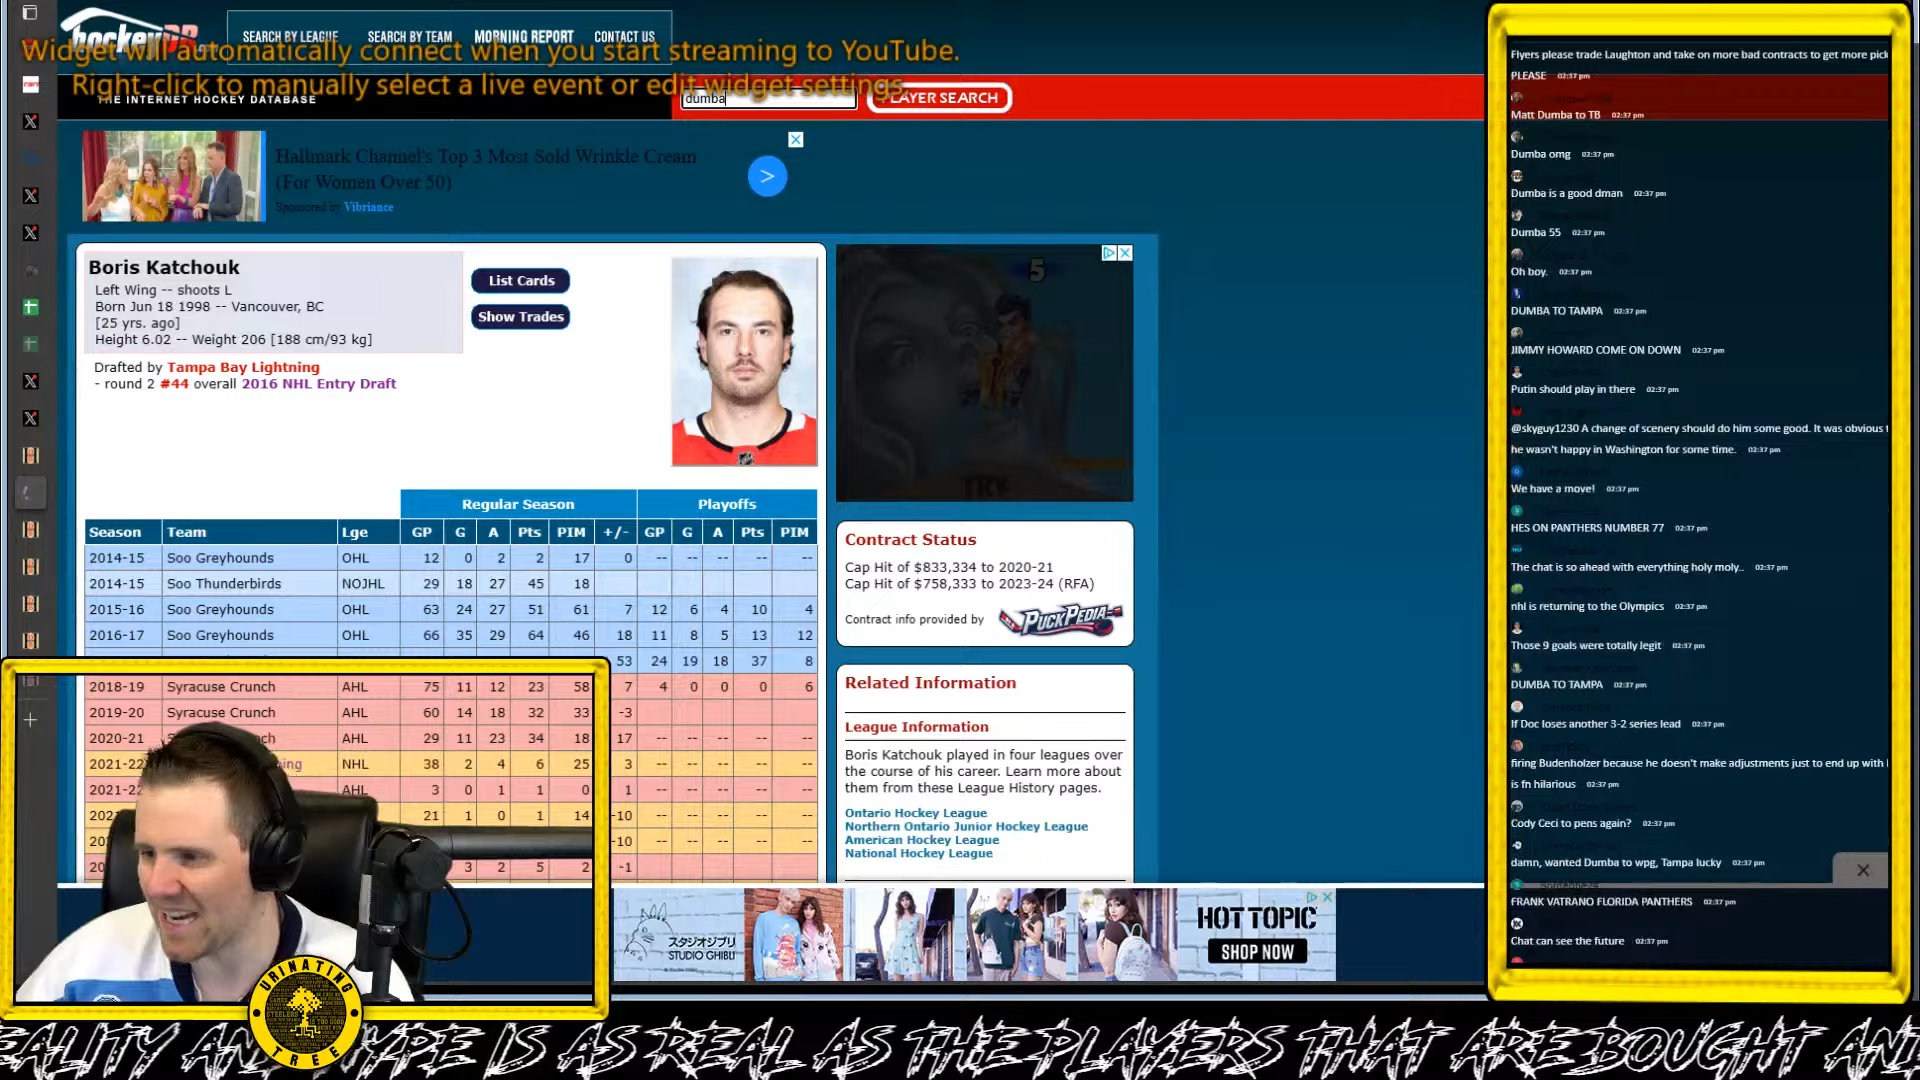 hockeyDB
SEARCH BY LEAGUE
SEARCH BY TEAM
MORNING REPORT
CONTACT US
Widget will automatically connect when you start streaming to YouTube.
Right-click to manually select a live event or edit widget settings.
THE INTERNET HOCKEY DATABASE
dumba
PLAYER SEARCH
Hallmark Channel's Top 3 Most Sold Wrinkle Cream
(For Women Over 50)
Sponsored by Vibriance
Boris Katchouk
Left Wing -- shoots L
Born Jun 18 1998 -- Vancouver, BC
[25 yrs. ago]
Height 6.02 -- Weight 206 [188 cm/93 kg]
List Cards
Show Trades
Drafted by Tampa Bay Lightning
- round 2 #44 overall 2016 NHL Entry Draft
Regular Season Playoffs
Season Team Lge GP G A Pts PIM +/- GP G A Pts PIM
2014-15 Soo Greyhounds OHL 12 0 2 2 17 0 -- -- -- -- --
2014-15 Soo Thunderbirds NOJHL 29 18 27 45 18
2015-16 Soo Greyhounds OHL 63 24 27 51 61 7 12 6 4 10 4
2016-17 Soo Greyhounds OHL 66 35 29 64 46 18 11 8 5 13 12
53 24 19 18 37 8
2018-19 Syracuse Crunch AHL 75 11 12 23 58 7 4 0 0 0 6
2019-20 Syracuse Crunch AHL 60 14 18 32 33 -3
2020-21 AHL 29 11 23 34 18 17 -- -- -- -- --
2021-22 NHL 38 2 4 6 25 3 -- -- -- -- --
2021-22 AHL 3 0 1 1 0 1 -- -- -- -- --
21 1 0 1 14 -10 -- -- -- -- --
-10 -- -- -- -- --
3 2 5 2 -1
5
Contract Status
Cap Hit of $833,334 to 2020-21
Cap Hit of $758,333 to 2023-24 (RFA)
Contract info provided by PUCKPEDIA
Related Information
League Information
Boris Katchouk played in four leagues over
the course of his career. Learn more about
them from these League History pages.
Ontario Hockey League
Northern Ontario Junior Hockey League
American Hockey League
National Hockey League
スタジオジブリ
STUDIO GHIBLI
HOT TOPIC
SHOP NOW
Flyers please trade Laughton and take on more bad contracts to get more pick
PLEASE 02:37 pm
Matt Dumba to TB 02:37 pm
Dumba omg 02:37 pm
Dumba is a good dman 02:37 pm
Dumba 55 02:37 pm
Oh boy. 02:37 pm
DUMBA TO TAMPA 02:37 pm
JIMMY HOWARD COME ON DOWN 02:37 pm
Putin should play in there 02:37 pm
@skyguy1230 A change of scenery should do him some good. It was obvious t
he wasn't happy in Washington for some time. 02:37 pm
We have a move! 02:37 pm
HES ON PANTHERS NUMBER 77 02:37 pm
The chat is so ahead with everything holy moly.. 02:37 pm
nhl is returning to the Olympics 02:37 pm
Those 9 goals were totally legit 02:37 pm
DUMBA TO TAMPA 02:37 pm
If Doc loses another 3-2 series lead 02:37 pm
firing Budenholzer because he doesn't make adjustments just to end up with
is fn hilarious 02:37 pm
Cody Ceci to pens again? 02:37 pm
damn, wanted Dumba to wpg, Tampa lucky 02:37 pm
FRANK VATRANO FLORIDA PANTHERS 02:37 pm
Chat can see the future 02:37 pm
URINATING
TREE
EALITY AND HYPE IS AS REAL AS THE PLAYERS THAT ARE BOUGHT AND